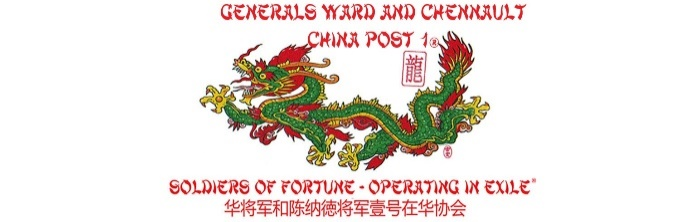 GENERALS WARD AND CHENNAULT
CHINA POST 1®
龍
SOLDIERS OF FORTUNE - OPERATING IN EXILE®
华将军和陈纳德将军壹号在华协会